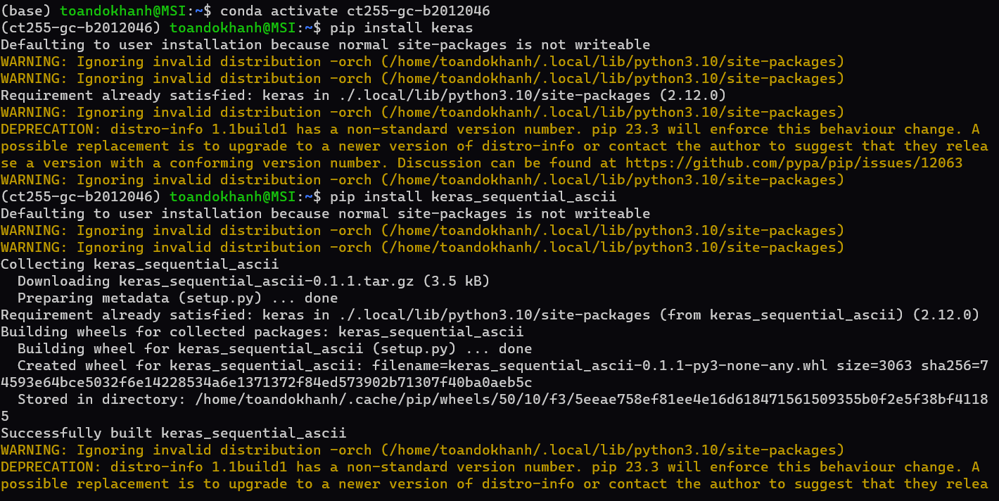 (base) toandokhanh@MSI:~$ conda activate ct255-gc-b2012046
(ct255-gc-b2012046) toandokhanh@MSI:~$ pip install keras
Defaulting to user installation because normal site-packages is not writeable
WARNING: Ignoring invalid distribution -orch (/home/toandokhanh/.local/lib/python3.10/site-packages)
WARNING: Ignoring invalid distribution -orch (/home/toandokhanh/.local/lib/python3.10/site-packages)
Requirement already satisfied: keras in ./.local/lib/python3.10/site-packages (2.12.0)
WARNING: Ignoring invalid distribution -orch (/home/toandokhanh/.local/lib/python3.10/site-packages)
DEPRECATION: distro-info 1.1build1 has a non-standard version number. pip 23.3 will enforce this behaviour change. A
possible replacement is to upgrade to a newer version of distro-info or contact the author to suggest that they relea
se a version with a conforming version number. Discussion can be found at https://github.com/pypa/pip/issues/12063
WARNING: Ignoring invalid distribution -orch (/home/toandokhanh/.local/lib/python3.10/site-packages)
(ct255-gc-b2012046) toandokhanh@MSI:~$ pip install keras_sequential_ascii
Defaulting to user installation because normal site-packages is not writeable
WARNING: Ignoring invalid distribution -orch (/home/toandokhanh/.local/lib/python3.10/site-packages)
WARNING: Ignoring invalid distribution -orch (/home/toandokhanh/.local/lib/python3.10/site-packages)
Collecting keras_sequential_ascii
  Downloading keras_sequential_ascii-0.1.1.tar.gz (3.5 kB)
  Preparing metadata (setup.py) ... done
Requirement already satisfied: keras in ./.local/lib/python3.10/site-packages (from keras_sequential_ascii) (2.12.0)
Building wheels for collected packages: keras_sequential_ascii
  Building wheel for keras_sequential_ascii (setup.py) ... done
  Created wheel for keras_sequential_ascii: filename=keras_sequential_ascii-0.1.1-py3-none-any.whl size=3063 sha256=7
4593e64bce5032f6e14228534a6e1371372f84ed573902b71307f40ba0aeb5c
  Stored in directory: /home/toandokhanh/.cache/pip/wheels/50/10/f3/5eeae758ef81ee4e16d618471561509355b0f2e5f38bf4118
5
Successfully built keras_sequential_ascii
WARNING: Ignoring invalid distribution -orch (/home/toandokhanh/.local/lib/python3.10/site-packages)
DEPRECATION: distro-info 1.1build1 has a non-standard version number. pip 23.3 will enforce this behaviour change. A
possible replacement is to upgrade to a newer version of distro-info or contact the author to suggest that they relea